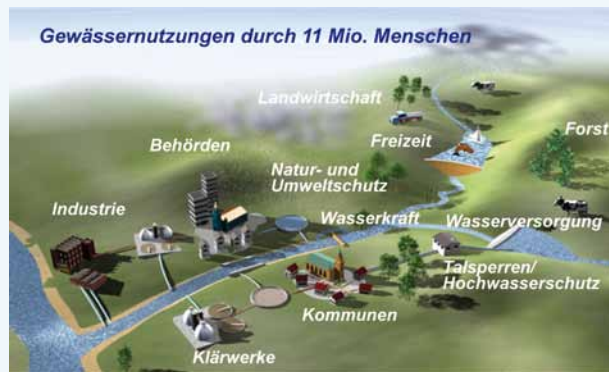 Gewässernutzungen durch 11 Mio. Menschen
Landwirtschaft
Freizeit
Forst
Behörden
Natur- und
Umweltschutz
Industrie
Wasserkraft
Wasserversorgung
Talsperren/
Hochwasserschutz
Kommunen
Klärwerke